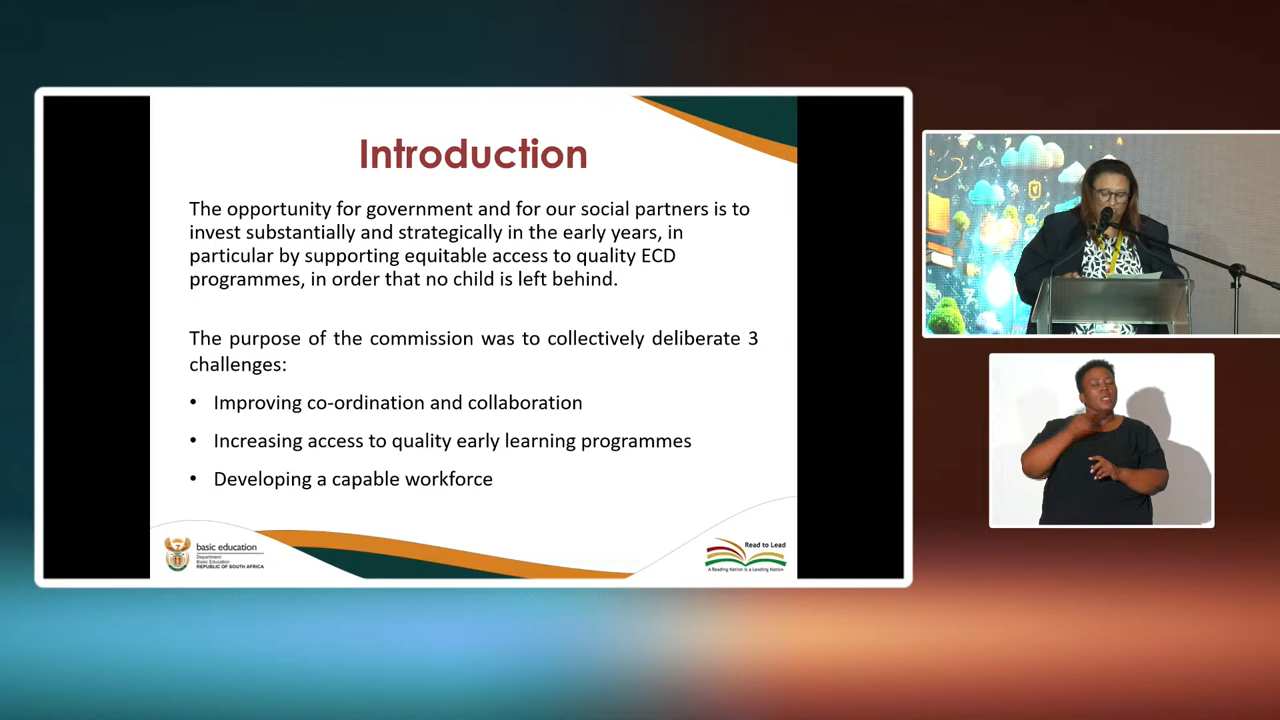 Introduction
The opportunity for government and for our social partners is to
invest substantially and strategically in the early years, in
particular by supporting equitable access to quality ECD
programmes, in order that no child is left behind.
The purpose of the commission was to collectively deliberate 3
challenges:
• Improving co-ordination and collaboration
• Increasing access to quality early learning programmes
• Developing a capable workforce
basic education
Department:
Basic Education
REPUBLIC OF SOUTH AFRICA
Read to Lead
A Reading Nation is a Leading Nation